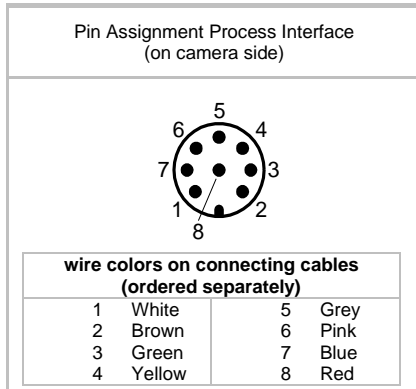 Pin Assignment Process Interface
(on camera side)
5
6 4
7 3
1 2
8
wire colors on connecting cables
(ordered separately)
1 White 5 Grey
2 Brown 6 Pink
3 Green 7 Blue
4 Yellow 8 Red